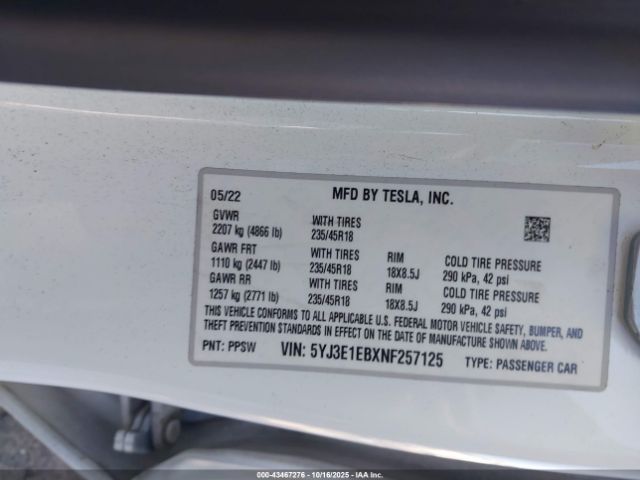 05/22 MFD BY TESLA, INC.
GVWR WITH TIRES
2207 kg (4866 lb) 235/45R18
GAWR FRT WITH TIRES RIM COLD TIRE PRESSURE
1110 kg (2447 lb) 235/45R18 18X8.5J 290 kPa, 42 psi
GAWR RR WITH TIRES RIM COLD TIRE PRESSURE
1257 kg (2771 lb) 235/45R18 18X8.5J 290 kPa, 42 psi
THIS VEHICLE CONFORMS TO ALL APPLICABLE U.S. FEDERAL MOTOR VEHICLE SAFETY, BUMPER, AND
THEFT PREVENTION STANDARDS IN EFFECT ON THE DATE OF MANUFACTURE SHOWN ABOVE.
PNT: PPSW VIN: 5YJ3E1EBXNF257125 TYPE: PASSENGER CAR
© 000-43467276 - 10/16/2025 - © IAA Holdings, LLC